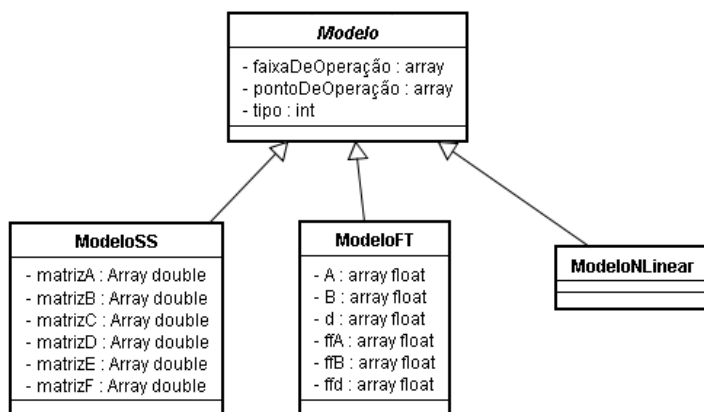 Modelo
- faixaDeOperação : array
- pontoDeOperação : array
- tipo : int
ModeloSS
- matrizA : Array double
- matrizB : Array double
- matrizC : Array double
- matrizD : Array double
- matrizE : Array double
- matrizF : Array double
ModeloFT
- A : array float
- B : array float
- d : array float
- ffA : array float
- ffB : array float
- ffd : array float
ModeloNLinear